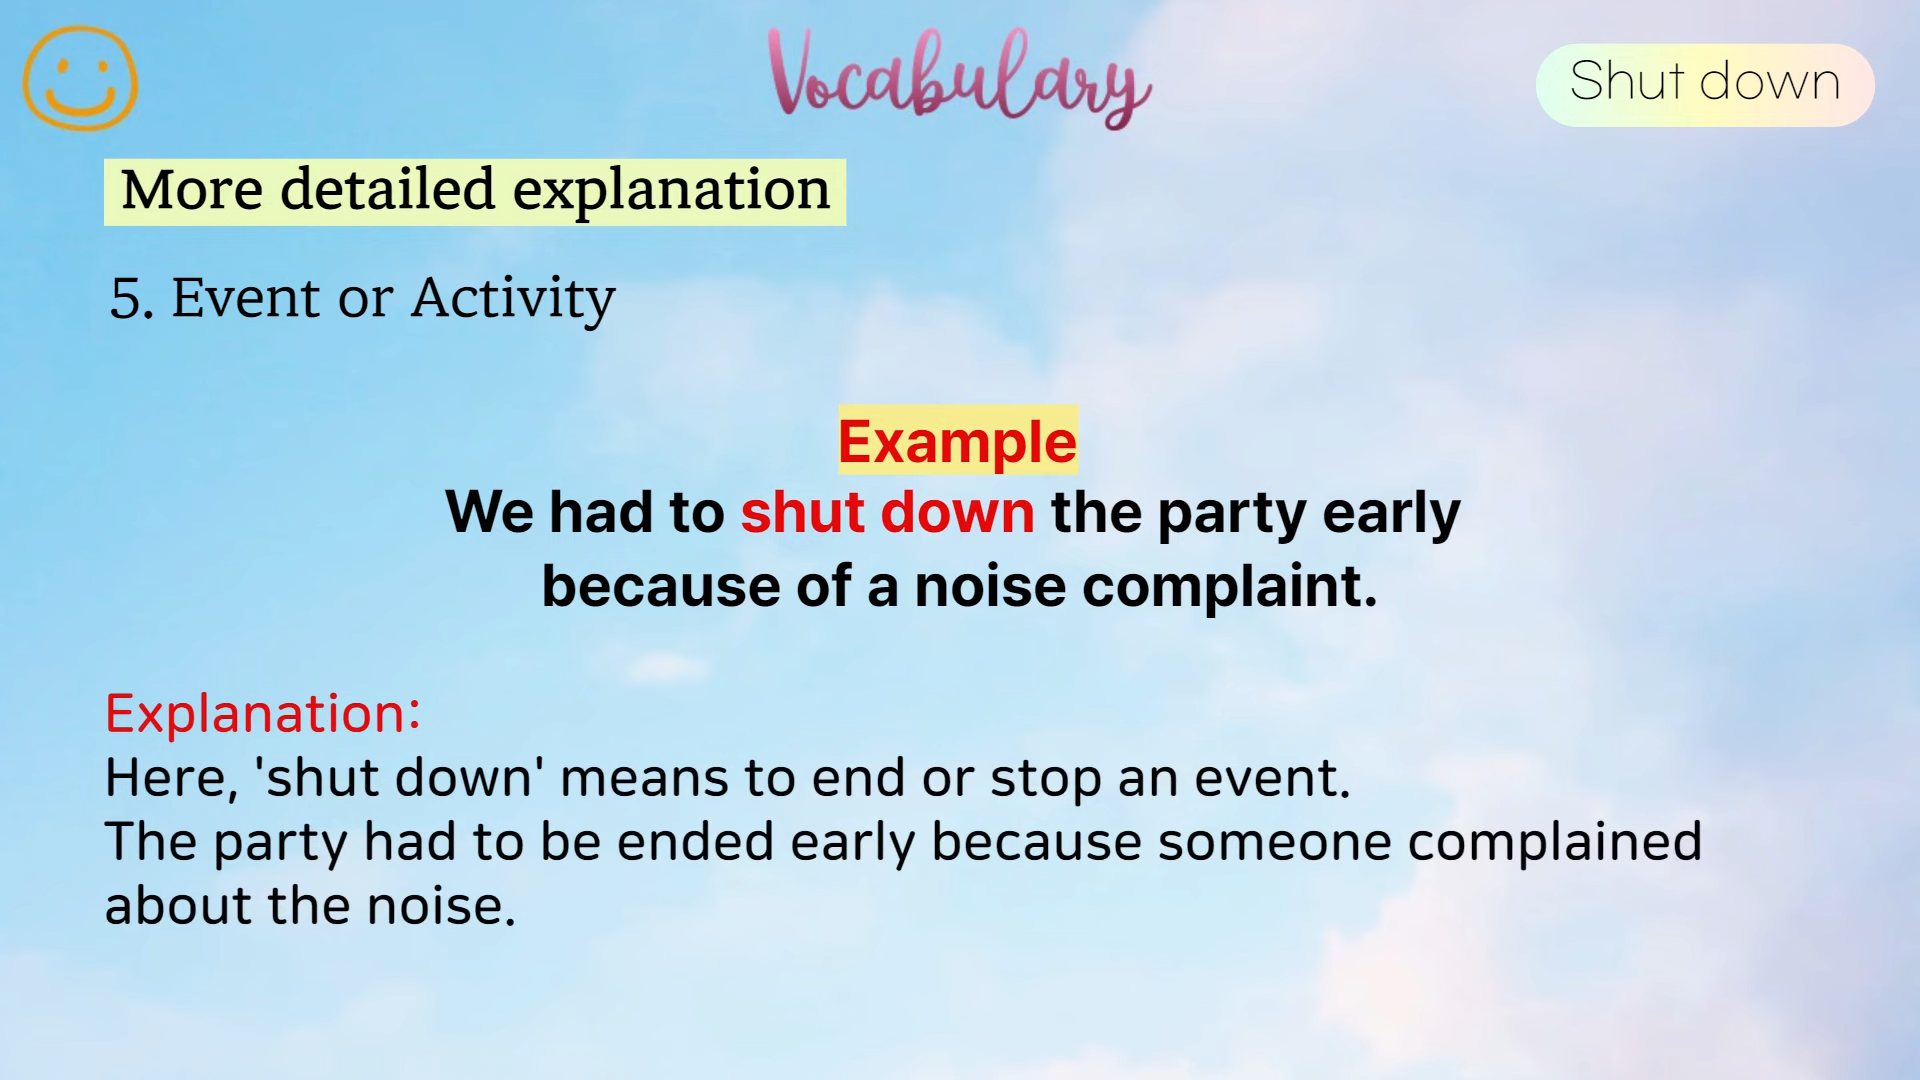 Vocabulary
Shut down
More detailed explanation
5. Event or Activity
Example
We had to shut down the party early
because of a noise complaint.
Explanation:
Here, 'shut down' means to end or stop an event.
The party had to be ended early because someone complained
about the noise.